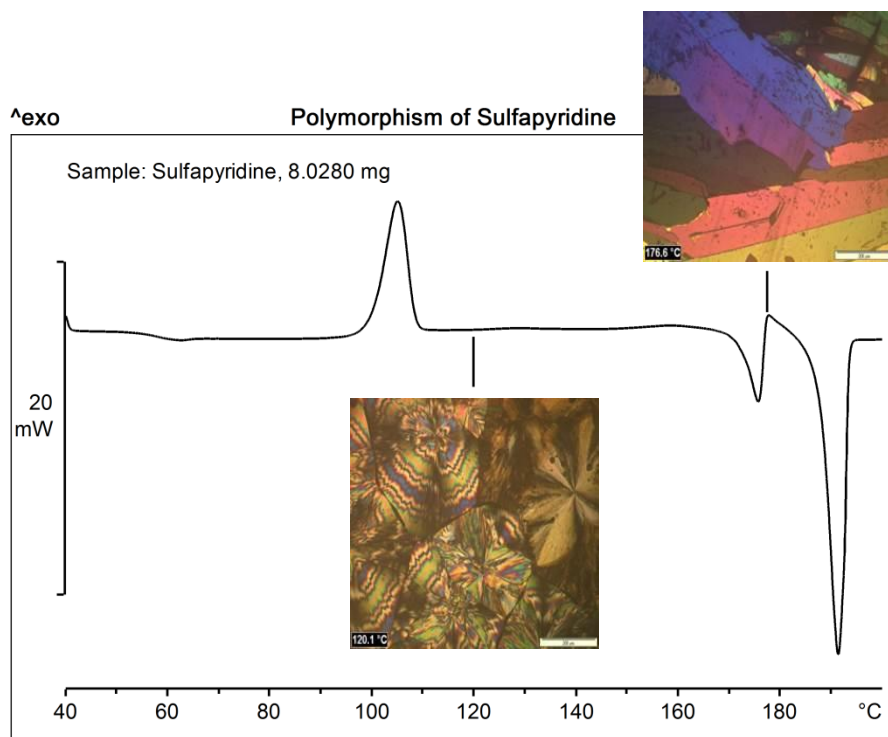 ^exo
Polymorphism of Sulfapyridine
Sample: Sulfapyridine, 8.0280 mg
176.6 °C
20
mW
120.1 °C
40 60 80 100 120 140 160 180 °C